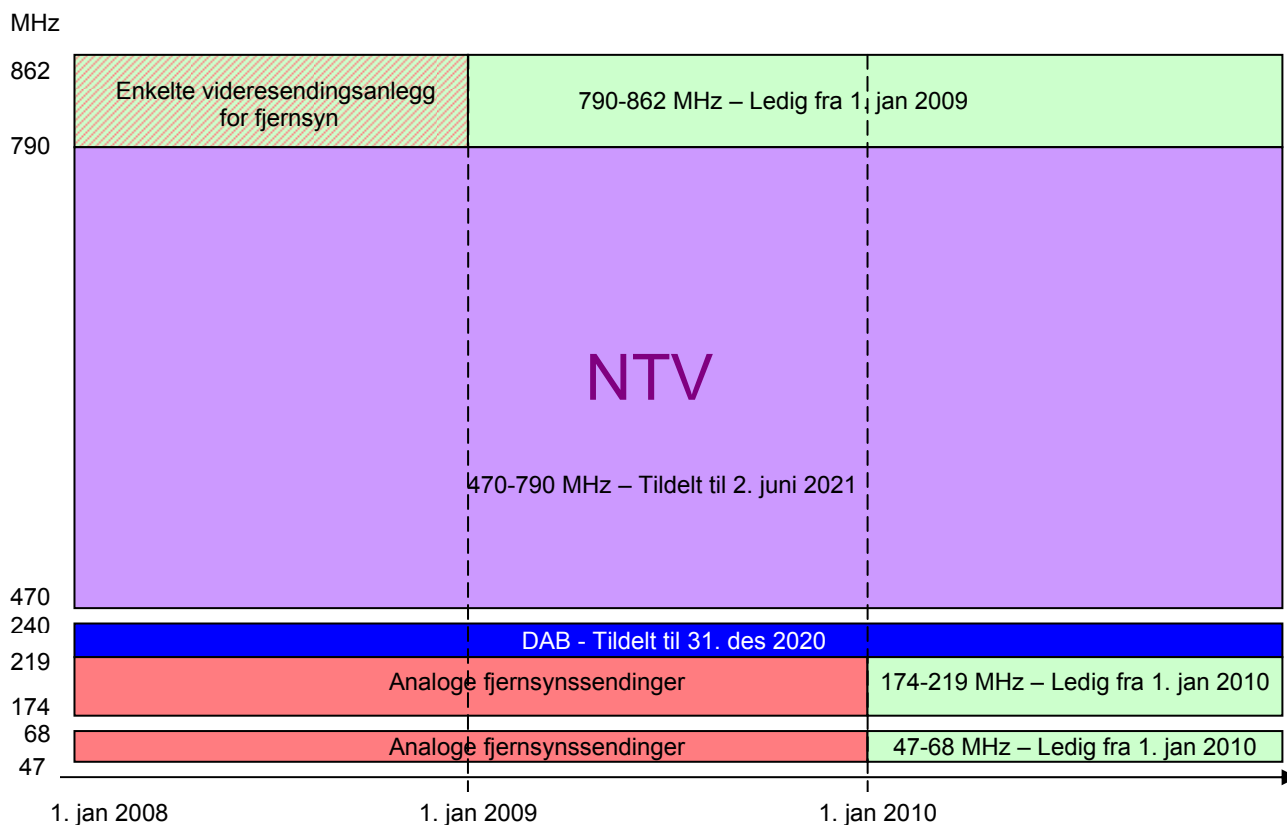 MHz
862
Enkelte videresendingsanlegg
for fjernsyn
790-862 MHz – Ledig fra 1. jan 2009
790
NTV
470-790 MHz – Tildelt til 2. juni 2021
470
240
DAB - Tildelt til 31. des 2020
219
Analoge fjernsynssendinger
174-219 MHz – Ledig fra 1. jan 2010
174
68
Analoge fjernsynssendinger
47-68 MHz – Ledig fra 1. jan 2010
47
1. jan 2008
1. jan 2009
1. jan 2010